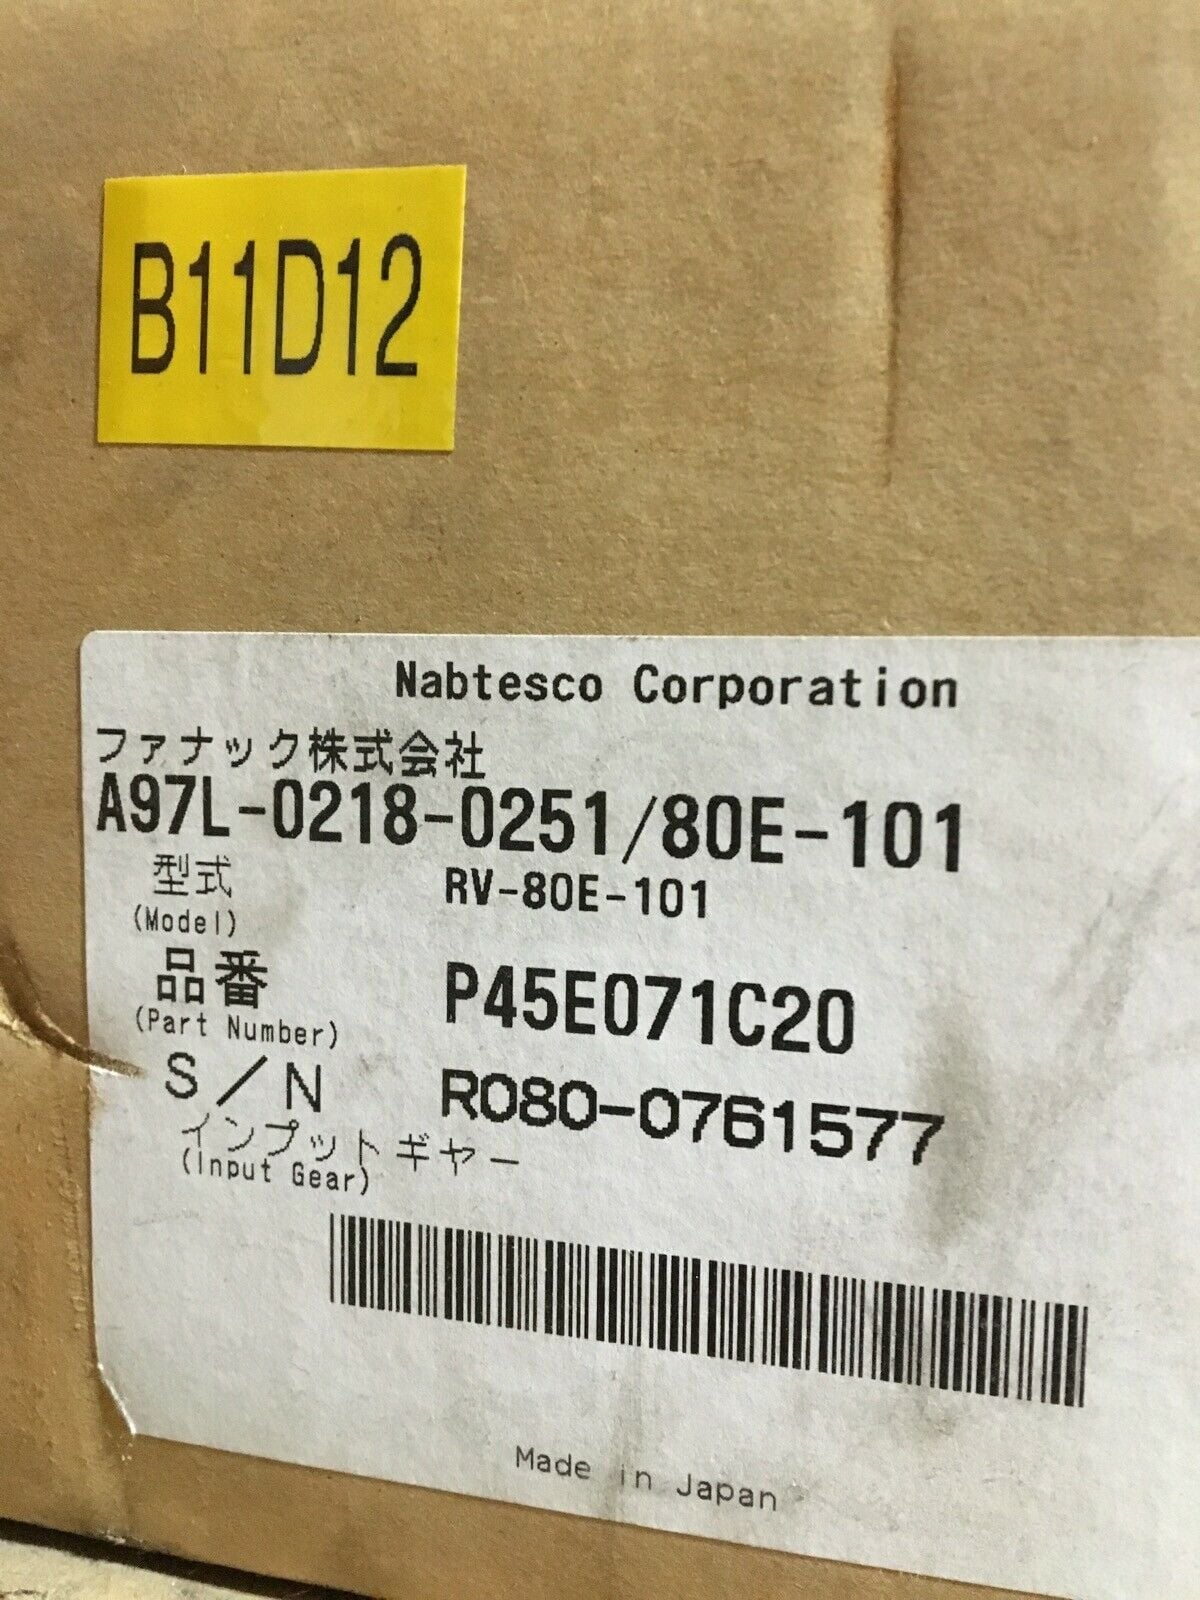 B11D12
Nabtesco Corporation
ファナック株式会社
A97L-0218-0251/80E-101
型式 RV-80E-101
(Model)
品番 P45E071C20
(Part Number)
S/N R080-0761577
インプットギヤー
(Input Gear)
Made in Japan